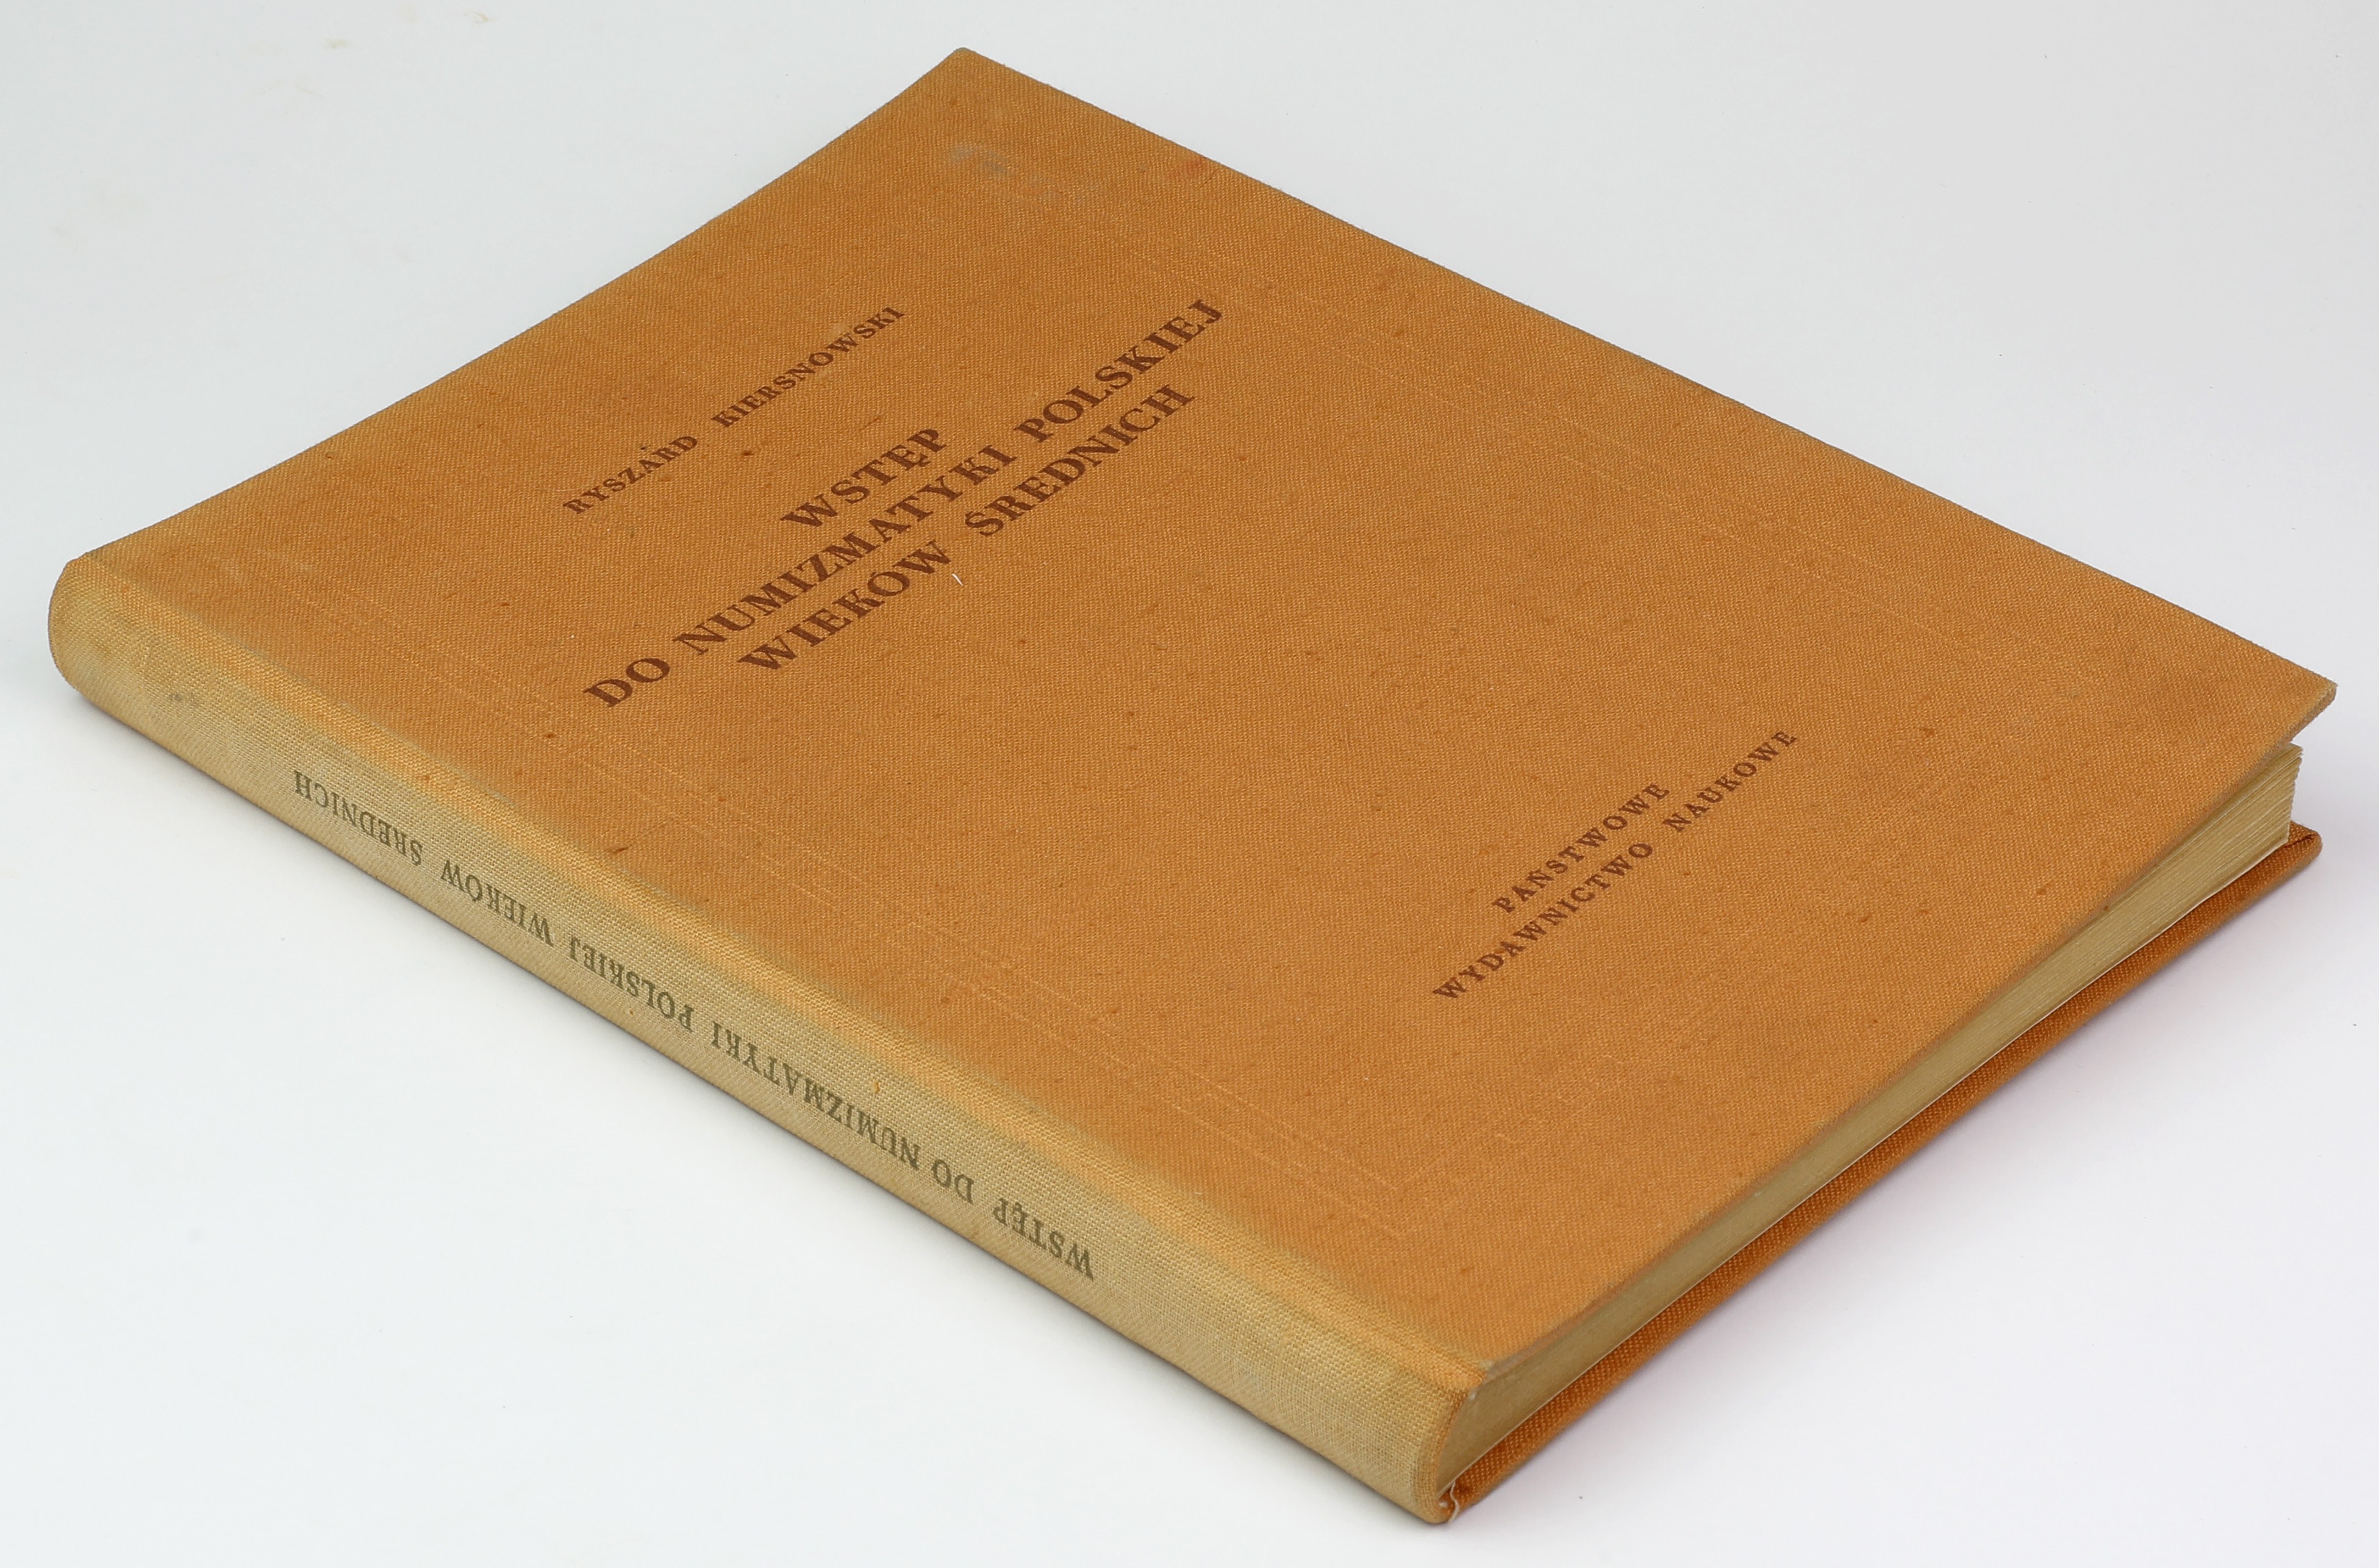 RYSZARD KIERSNOWSKI
WSTĘP
DO NUMIZMATYKI POLSKIEJ
WIEKÓW ŚREDNICH
PAŃSTWOWE
WYDAWNICTWO NAUKOWE
WSTĘP DO NUMIZMATYKI POLSKIEJ WIEKÓW ŚREDNICH